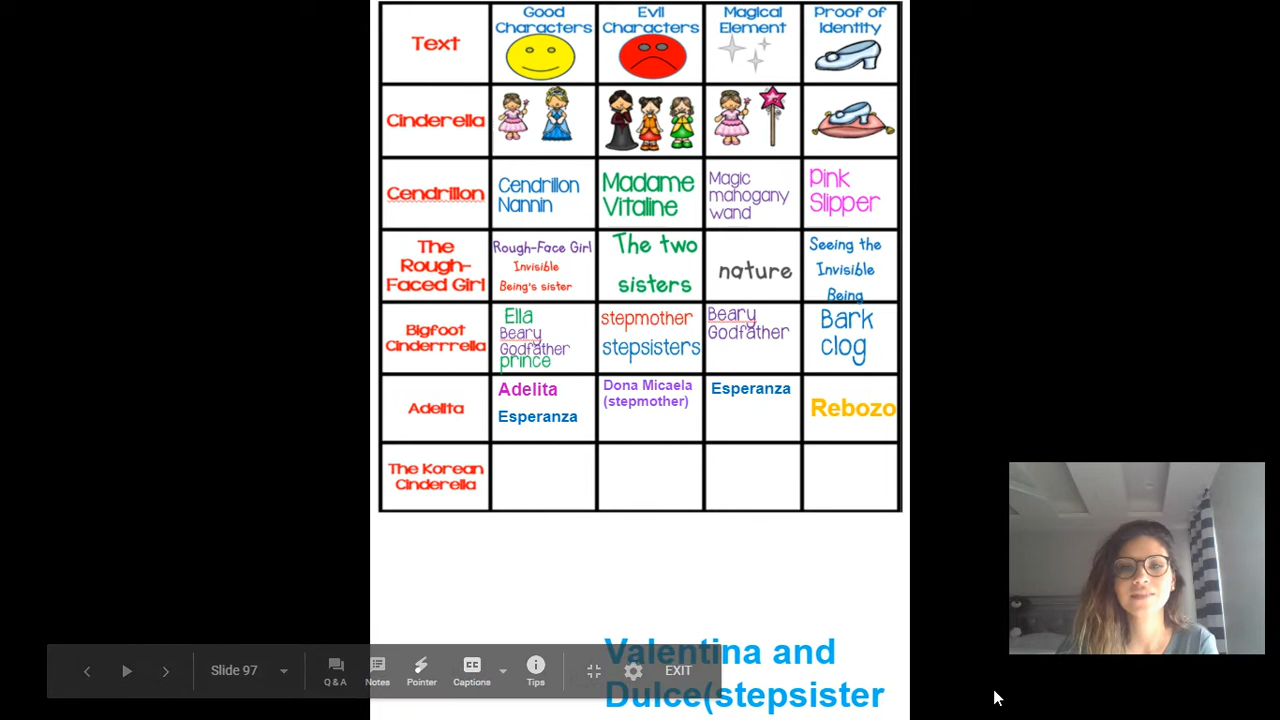 Text
Good
Characters
Evil
Characters
Magical
Element
Proof of
Identity
Cinderella
Cendrillon
Cendrillon
Nannin
Madame
Vitaline
Magic
mahogany
wand
Pink
Slipper
The
Rough-
Faced Girl
Rough-Face Girl
Invisible
Being's sister
The two
sisters
nature
Seeing the
Invisible
Being
Bigfoot
Cinderrrella
Ella
Beary
Godfather
prince
stepmother
stepsisters
Beary
Godfather
Bark
clog
Adelita
Adelita
Esperanza
Dona Micaela
(stepmother)
Esperanza
Rebozo
The Korean
Cinderella
Valentina and
Dulce(stepsister
Slide 97
Q & A
Notes
Pointer
CC
Captions
Tips
EXIT